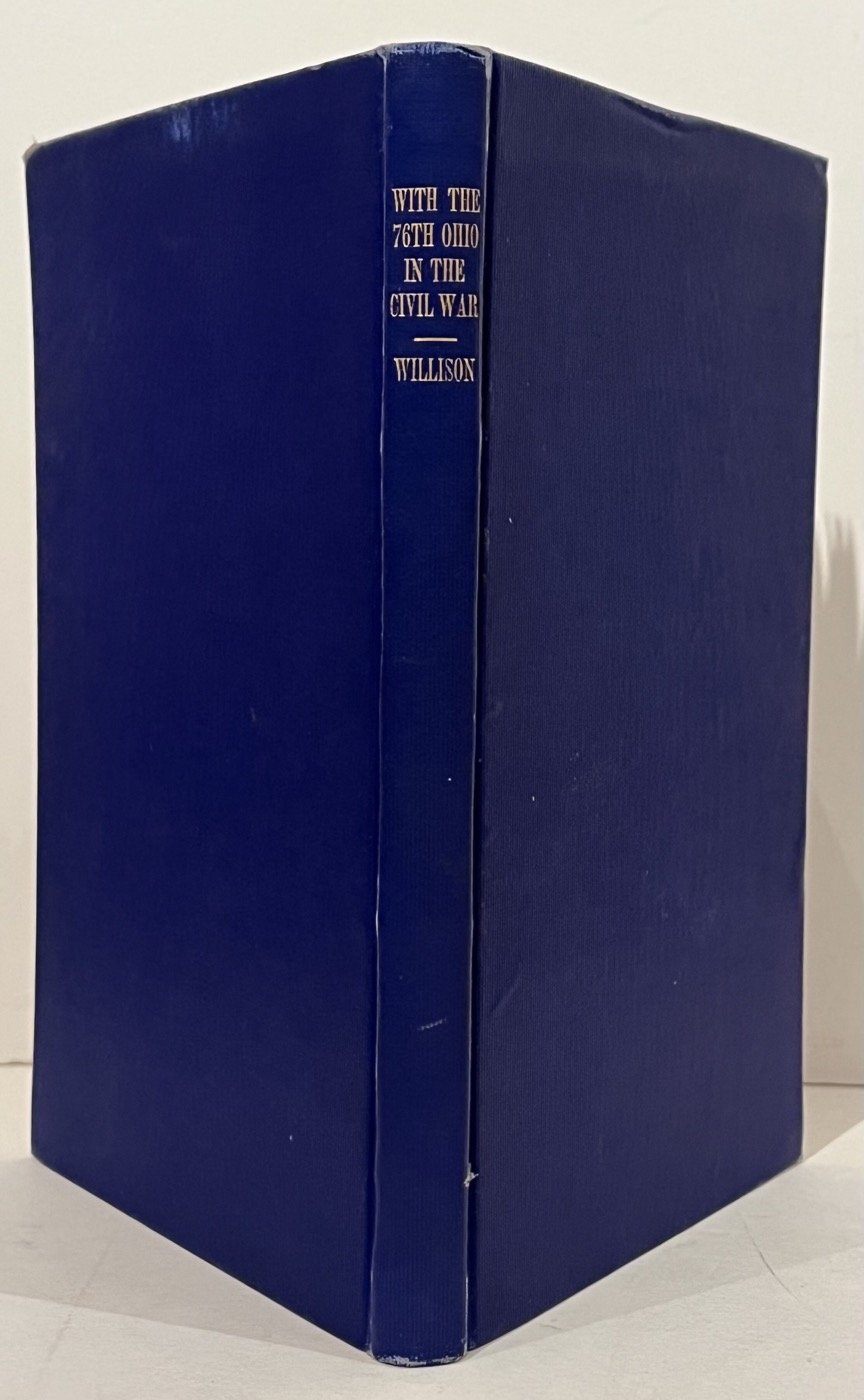 WITH THE
76TH OHIO
IN THE
CIVIL WAR
WILLISON